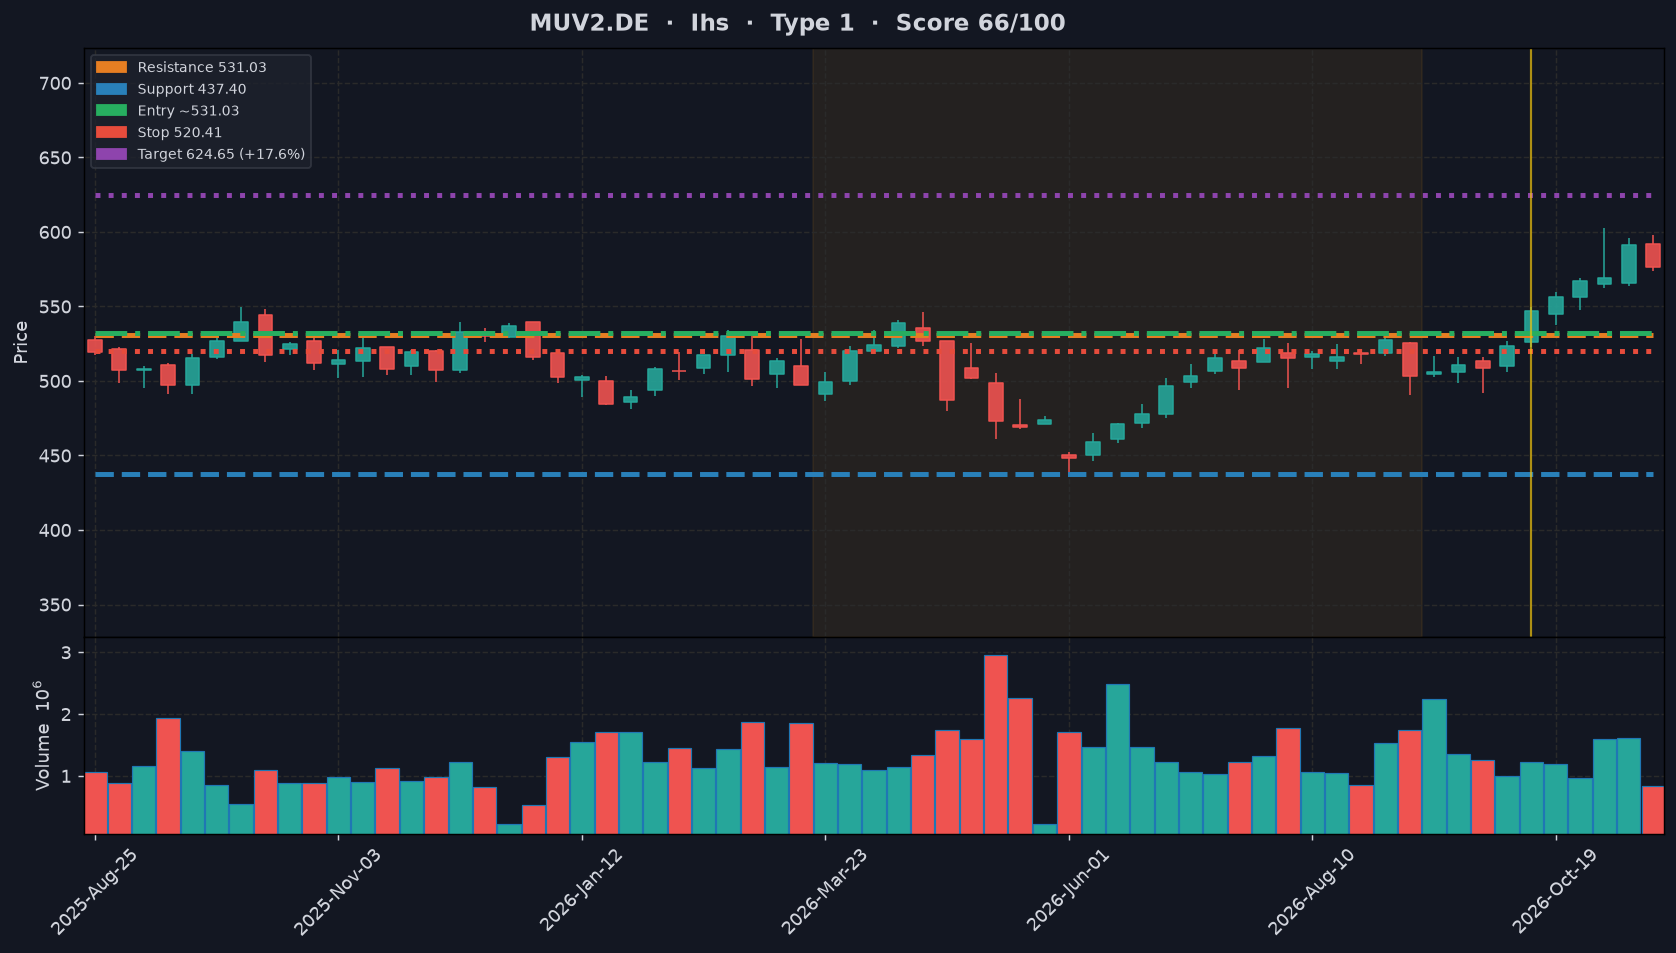 MUV2.DE · Ihs · Type 1 · Score 66/100
Resistance 531.03
Support 437.40
Entry ~531.03
Stop 520.41
Target 624.65 (+17.6%)
Price
700
650
600
550
500
450
400
350
Volume 10⁶
3
2
1
2025-Aug-25
2025-Nov-03
2026-Jan-12
2026-Mar-23
2026-Jun-01
2026-Aug-10
2026-Oct-19